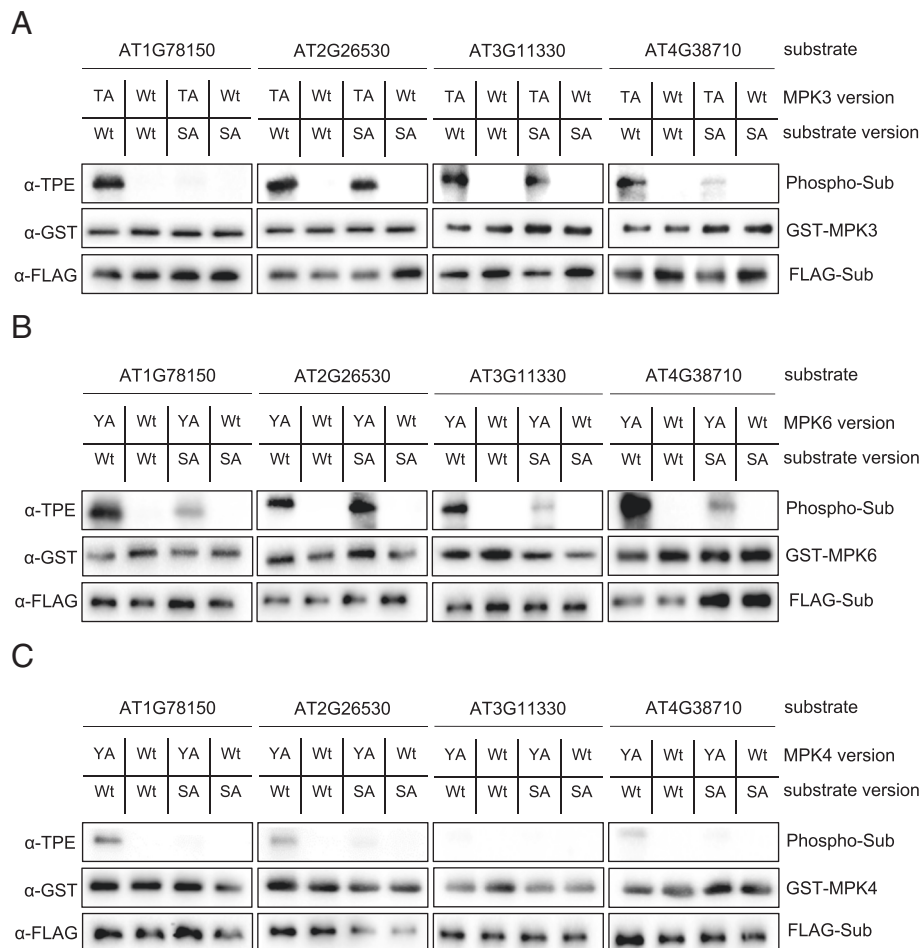 A
AT1G78150 AT2G26530 AT3G11330 AT4G38710 substrate
TA Wt TA Wt TA Wt TA Wt TA Wt TA Wt TA Wt TA Wt MPK3 version
Wt Wt SA SA Wt Wt SA SA Wt Wt SA SA Wt Wt SA SA substrate version
α-TPE Phospho-Sub
α-GST GST-MPK3
α-FLAG FLAG-Sub
B
AT1G78150 AT2G26530 AT3G11330 AT4G38710 substrate
YA Wt YA Wt YA Wt YA Wt YA Wt YA Wt YA Wt YA Wt MPK6 version
Wt Wt SA SA Wt Wt SA SA Wt Wt SA SA Wt Wt SA SA substrate version
α-TPE Phospho-Sub
α-GST GST-MPK6
α-FLAG FLAG-Sub
C
AT1G78150 AT2G26530 AT3G11330 AT4G38710 substrate
YA Wt YA Wt YA Wt YA Wt YA Wt YA Wt YA Wt YA Wt MPK4 version
Wt Wt SA SA Wt Wt SA SA Wt Wt SA SA Wt Wt SA SA substrate version
α-TPE Phospho-Sub
α-GST GST-MPK4
α-FLAG FLAG-Sub